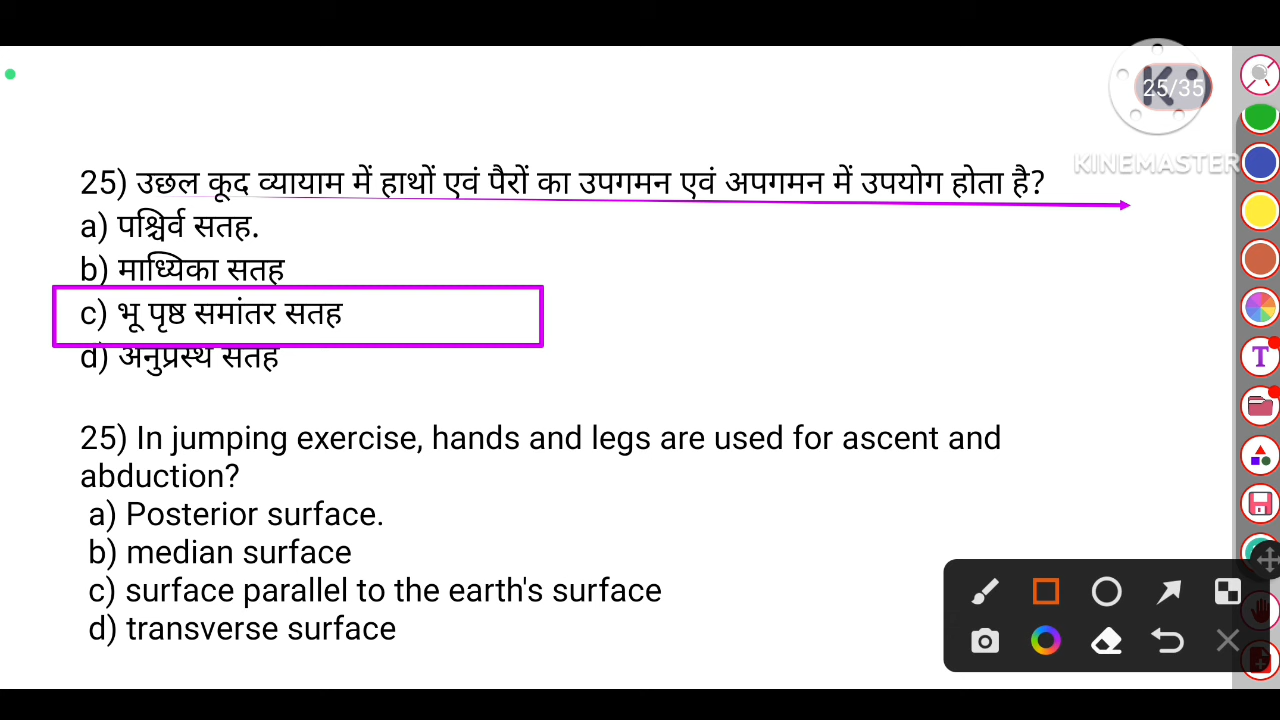 25/35
KINEMASTER
25) उछल कूद व्यायाम में हाथों एवं पैरों का उपगमन एवं अपगमन में उपयोग होता है?
a) पश्चिर्व सतह.
b) माध्यिका सतह
c) भू पृष्ठ समांतर सतह
d) अनुप्रस्थ सतह
25) In jumping exercise, hands and legs are used for ascent and
abduction?
a) Posterior surface.
b) median surface
c) surface parallel to the earth's surface
d) transverse surface
T